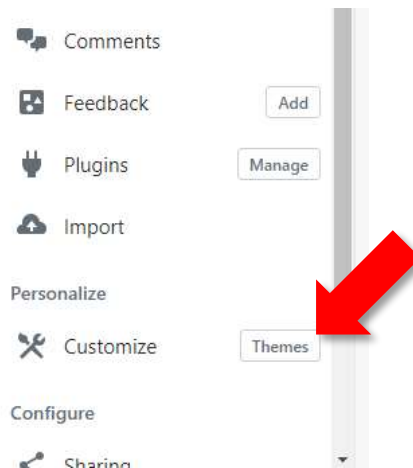 Comments
Feedback Add
Plugins Manage
Import
Personalize
Customize Themes
Configure
Sharing